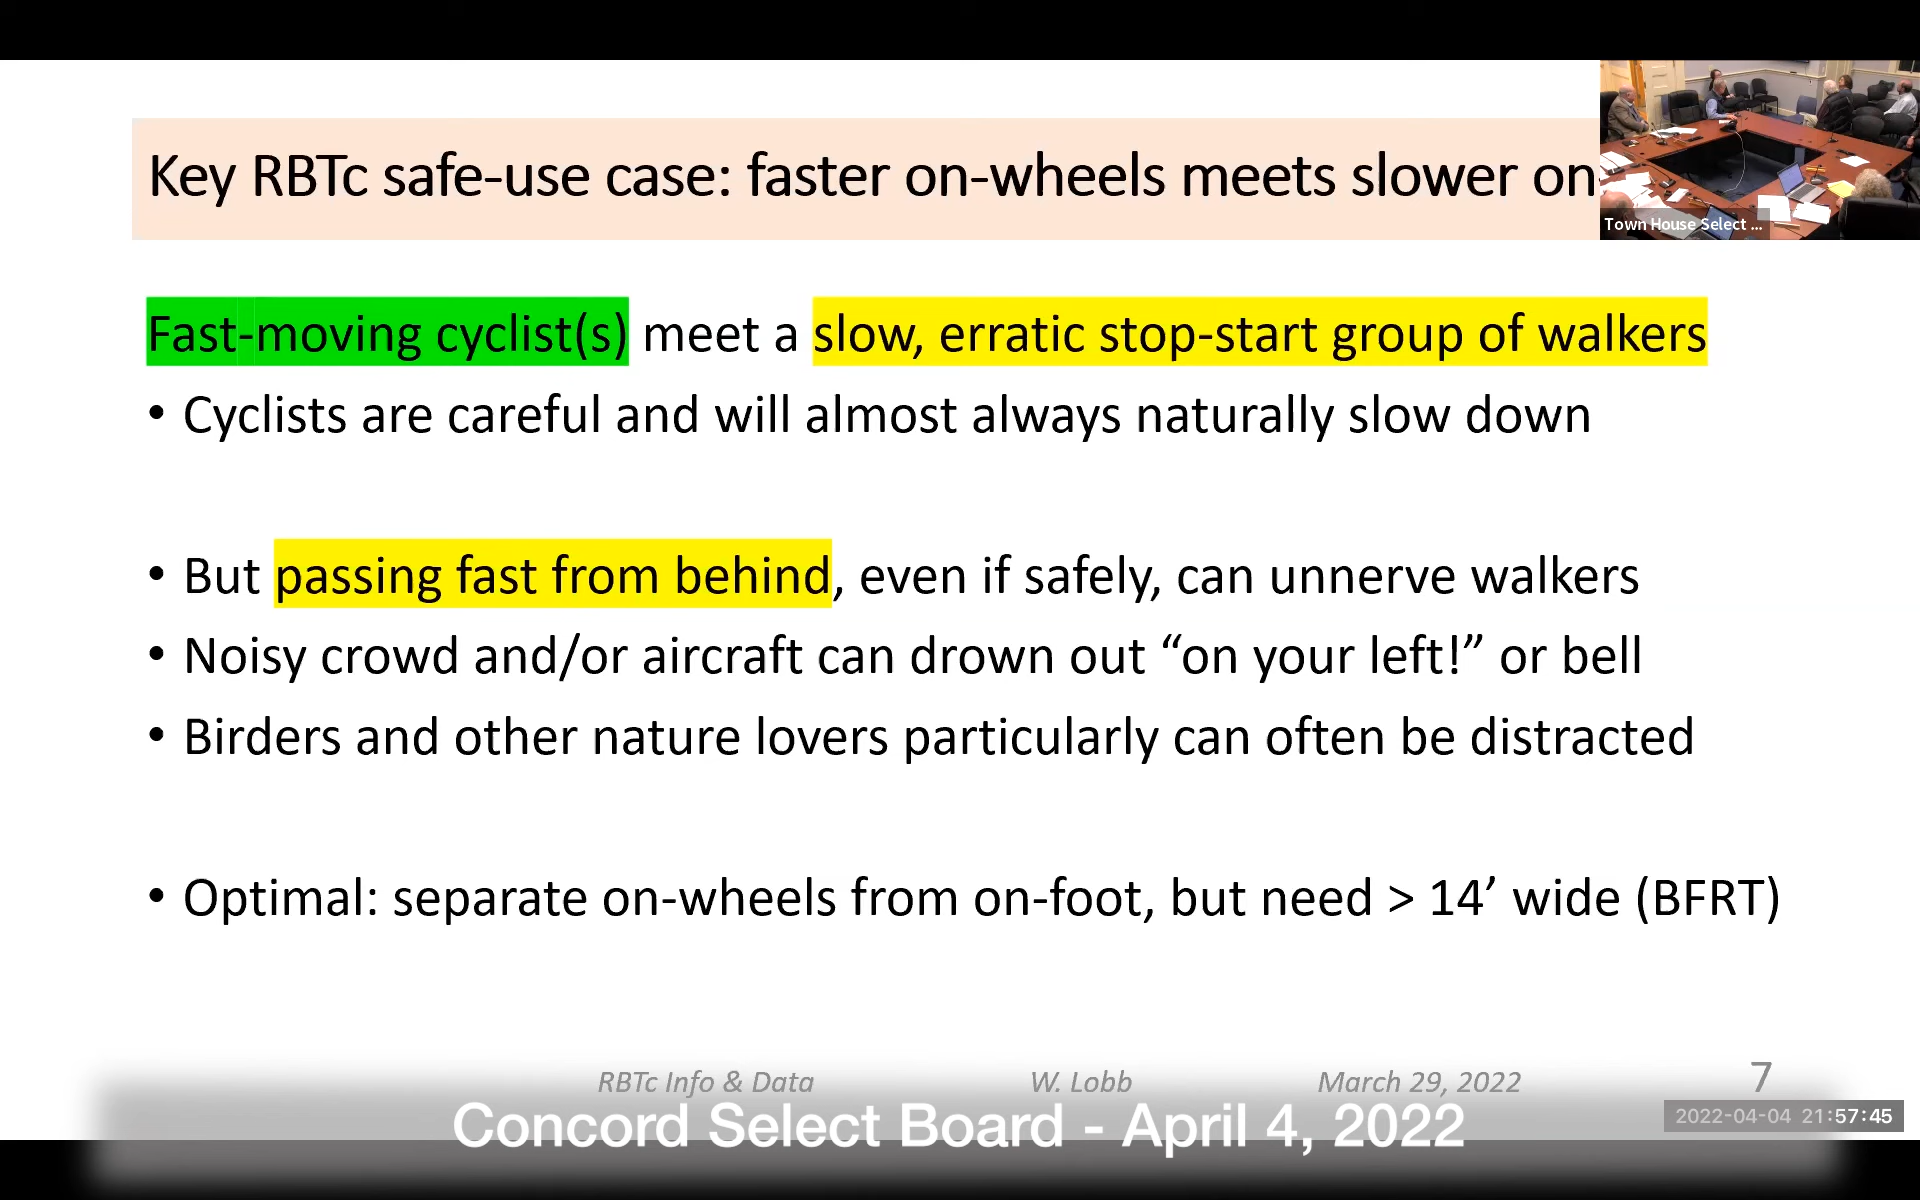 Key RBTc safe-use case: faster on-wheels meets slower on
Town House Select ...
Fast-moving cyclist(s) meet a slow, erratic stop-start group of walkers
• Cyclists are careful and will almost always naturally slow down
• But passing fast from behind, even if safely, can unnerve walkers
• Noisy crowd and/or aircraft can drown out “on your left!” or bell
• Birders and other nature lovers particularly can often be distracted
• Optimal: separate on-wheels from on-foot, but need > 14’ wide (BFRT)
RBTc Info & Data W. Lobb March 29, 2022 7
Concord Select Board - April 4, 2022
2022-04-04 21:57:45